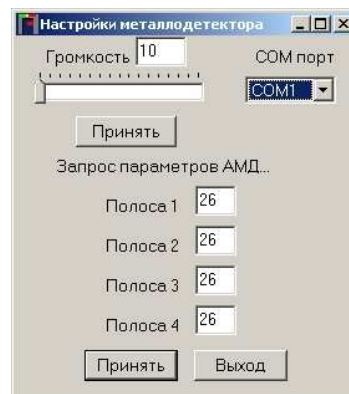 Настройки металлодетектора
Громкость 10 COM порт
COM1
Принять
Запрос параметров АМД...
Полоса 1 26
Полоса 2 26
Полоса 3 26
Полоса 4 26
Принять Выход